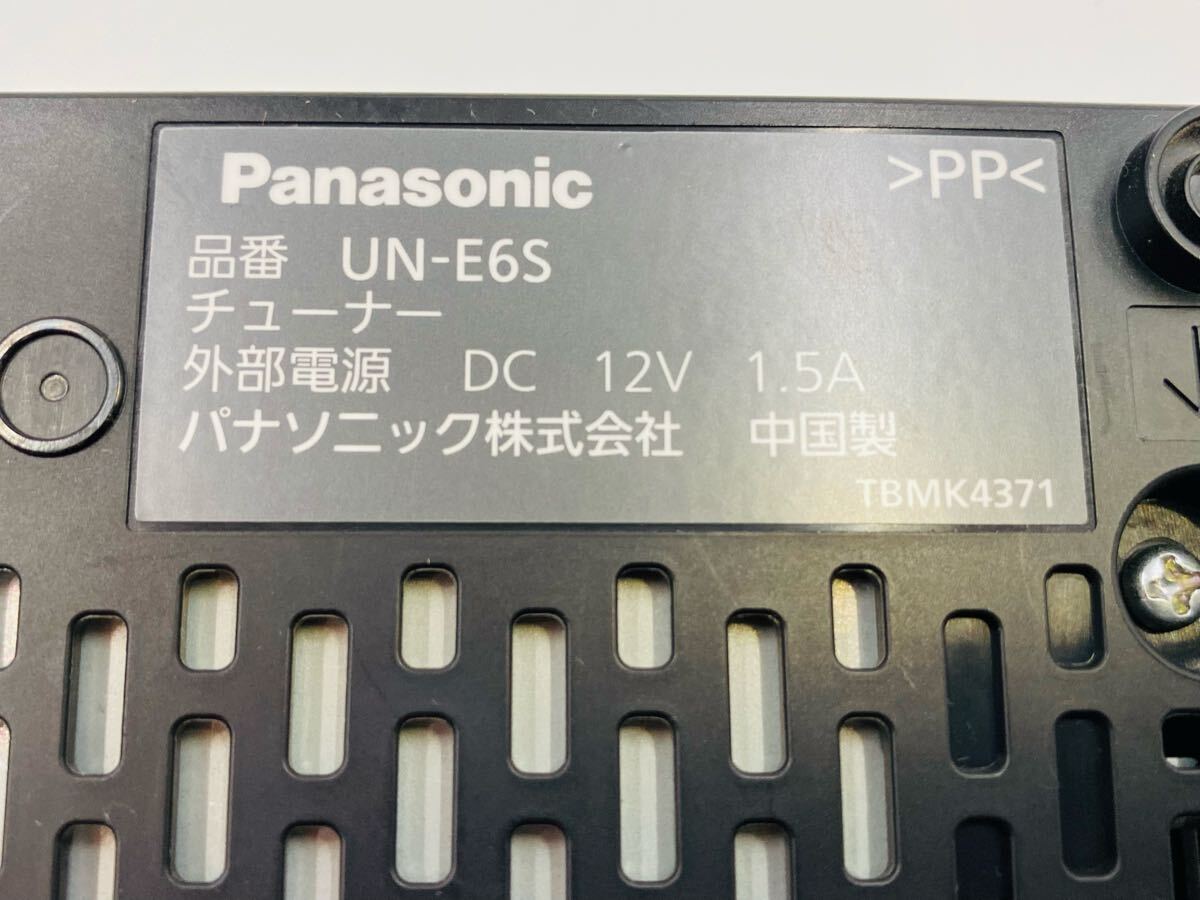 Panasonic >PP<
品番 UN-E6S
チューナー
外部電源 DC 12V 1.5A
パナソニック株式会社 中国製
TBMK4371